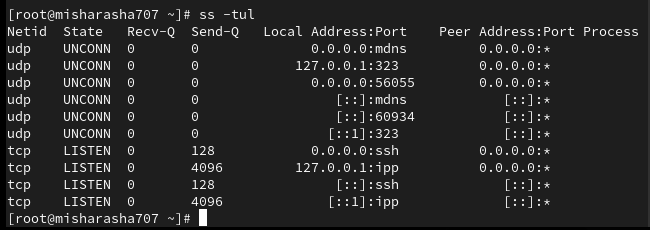 [root@misharasha707 ~]# ss -tul
Netid  State   Recv-Q  Send-Q   Local Address:Port    Peer Address:Port Process
udp    UNCONN  0       0              0.0.0.0:mdns         0.0.0.0:*
udp    UNCONN  0       0            127.0.0.1:323          0.0.0.0:*
udp    UNCONN  0       0              0.0.0.0:56055        0.0.0.0:*
udp    UNCONN  0       0                 [::]:mdns            [::]:*
udp    UNCONN  0       0                 [::]:60934           [::]:*
udp    UNCONN  0       0                [::1]:323             [::]:*
tcp    LISTEN  0       128            0.0.0.0:ssh          0.0.0.0:*
tcp    LISTEN  0       4096         127.0.0.1:ipp          0.0.0.0:*
tcp    LISTEN  0       128               [::]:ssh             [::]:*
tcp    LISTEN  0       4096             [::1]:ipp             [::]:*
[root@misharasha707 ~]#